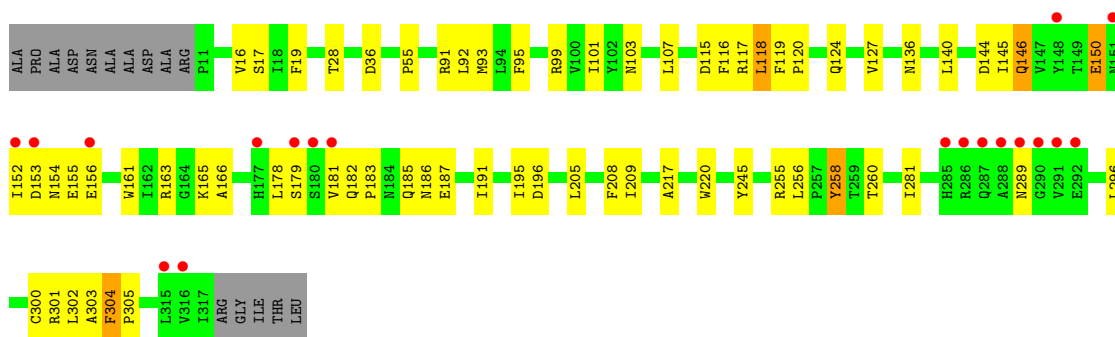 ALA PRO ALA ASP ASN ALA ALA ASP ALA ARG P11 V16 S17 I18 F19 T28 D36 P55 R91 L92 M93 L94 F95 R99 V100 I101 Y102 N103 L107 D115 F116 R117 L118 F119 P120 Q124 V127 N136 L140 D144 I145 Q146 V147 Y148 T149 E150 N151
I152 D153 N154 E155 E156 W161 I162 R163 G164 K165 A166 H177 L178 S179 S180 V181 Q182 P183 N184 Q185 N186 E187 I191 I195 D196 L205 F208 I209 A217 W220 Y245 R255 L256 P257 Y258 T259 T260 I281 H285 R286 Q287 A288 N289 G290 V291 E292
C300 R301 L302 A303 F304 P305 L315 V316 I317 ARG GLY ILE THR LEU